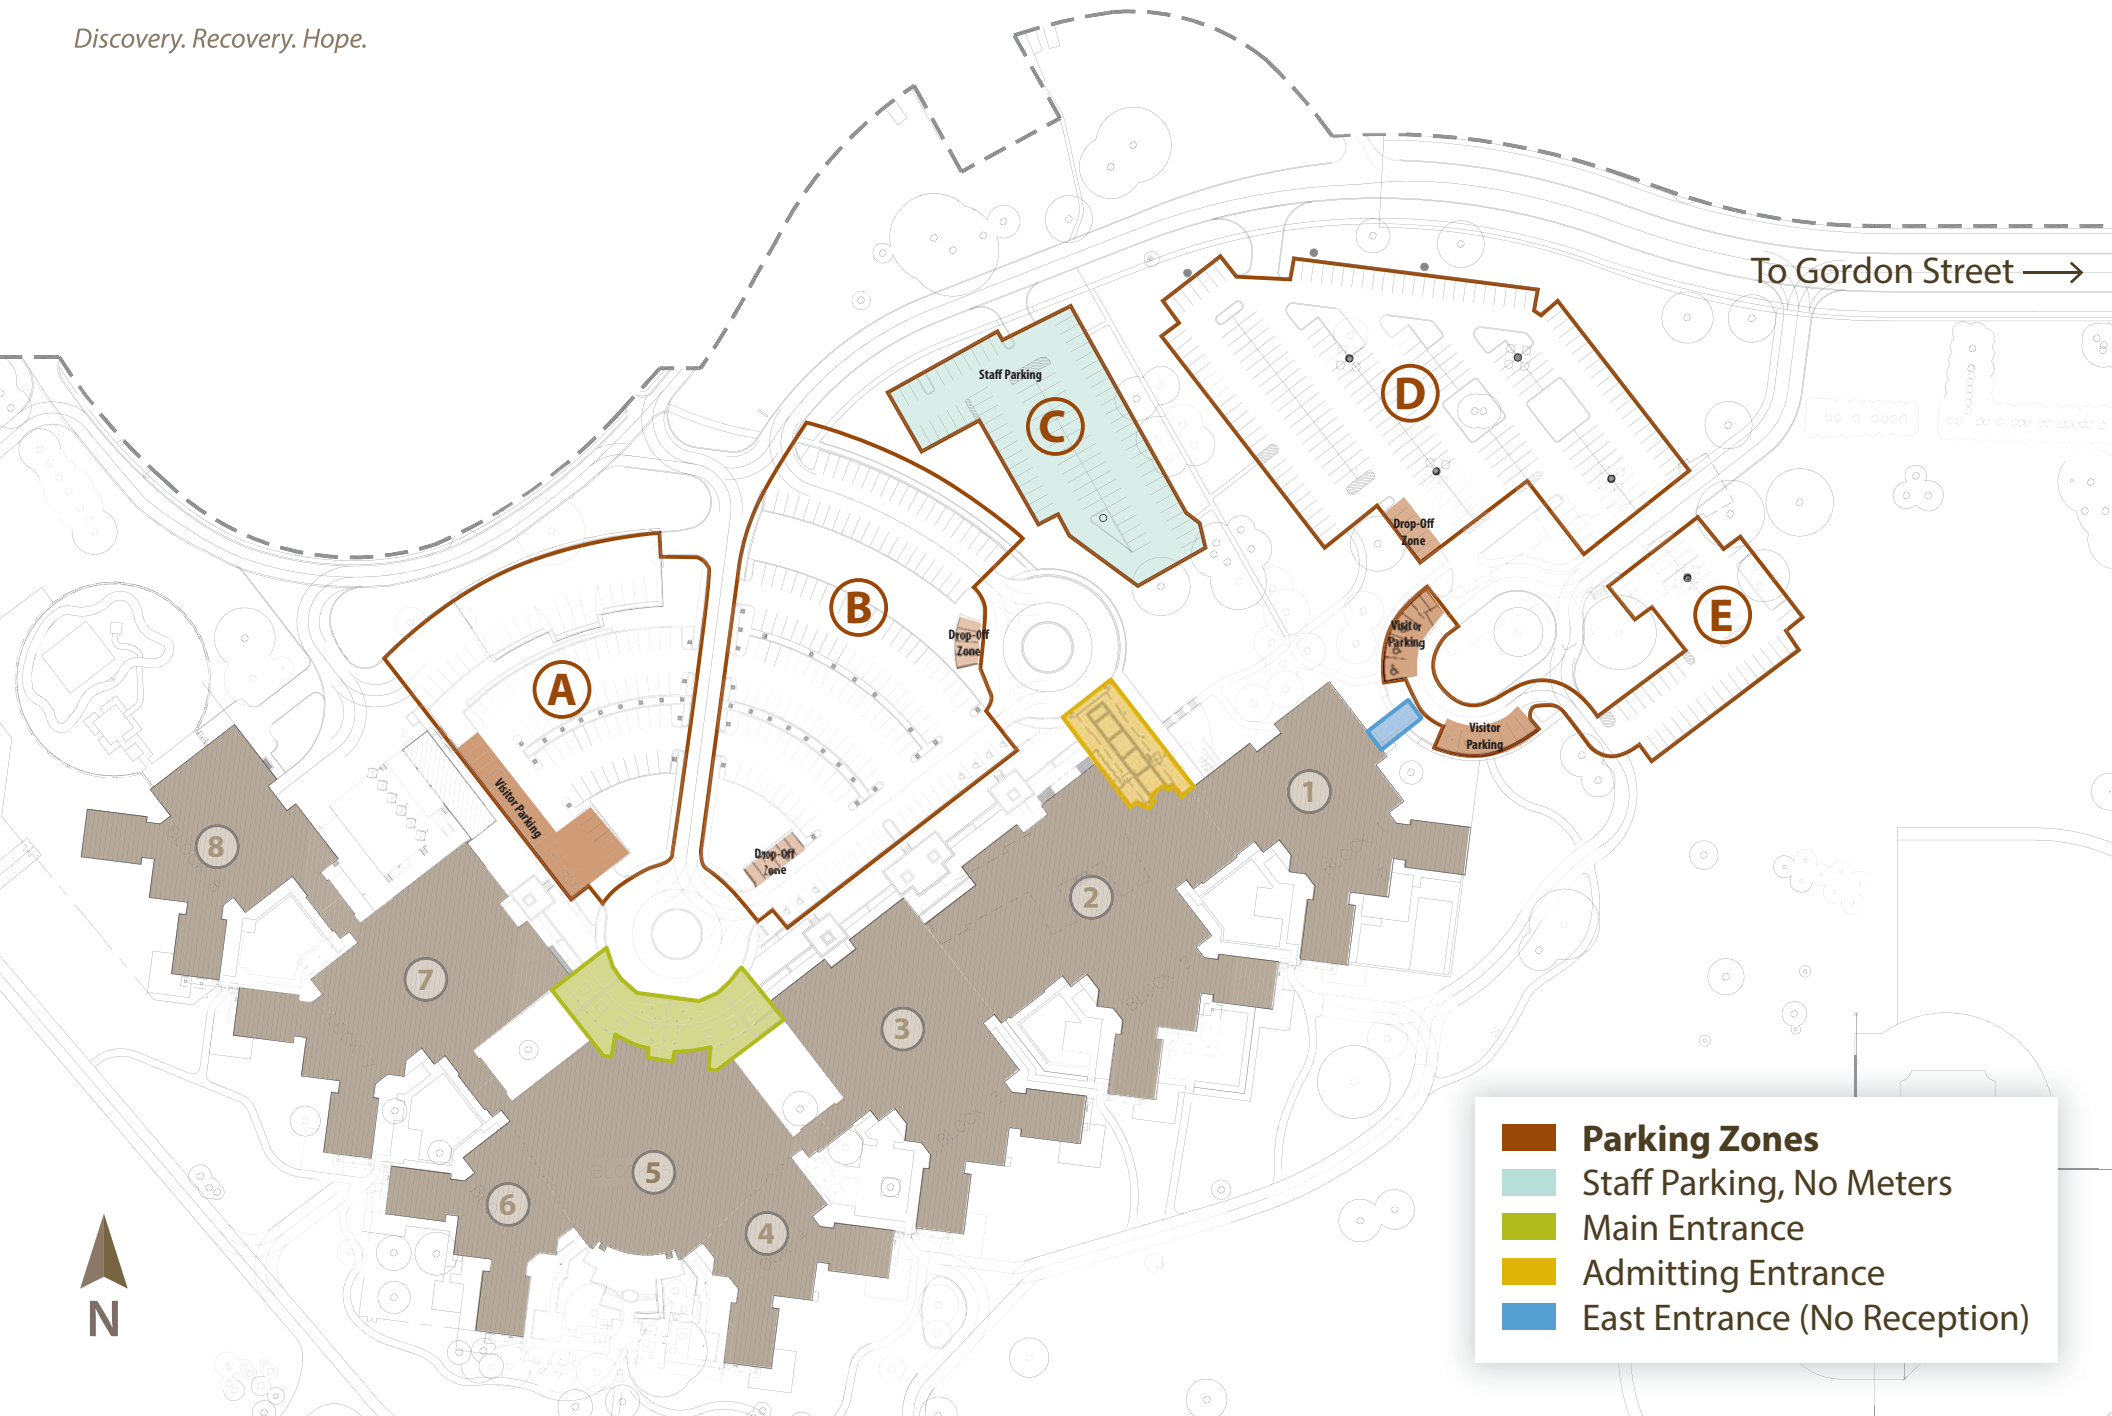 Discovery. Recovery. Hope.
To Gordon Street
Staff Parking
C
D
Drop-Off
Zone
B
Drop-Off
Zone
E
Visitor
Parking
A
Visitor
Parking
Visitor Parking
Drop-Off
Zone
1
8
2
7
3
5
6
4
N
Parking Zones
Staff Parking, No Meters
Main Entrance
Admitting Entrance
East Entrance (No Reception)